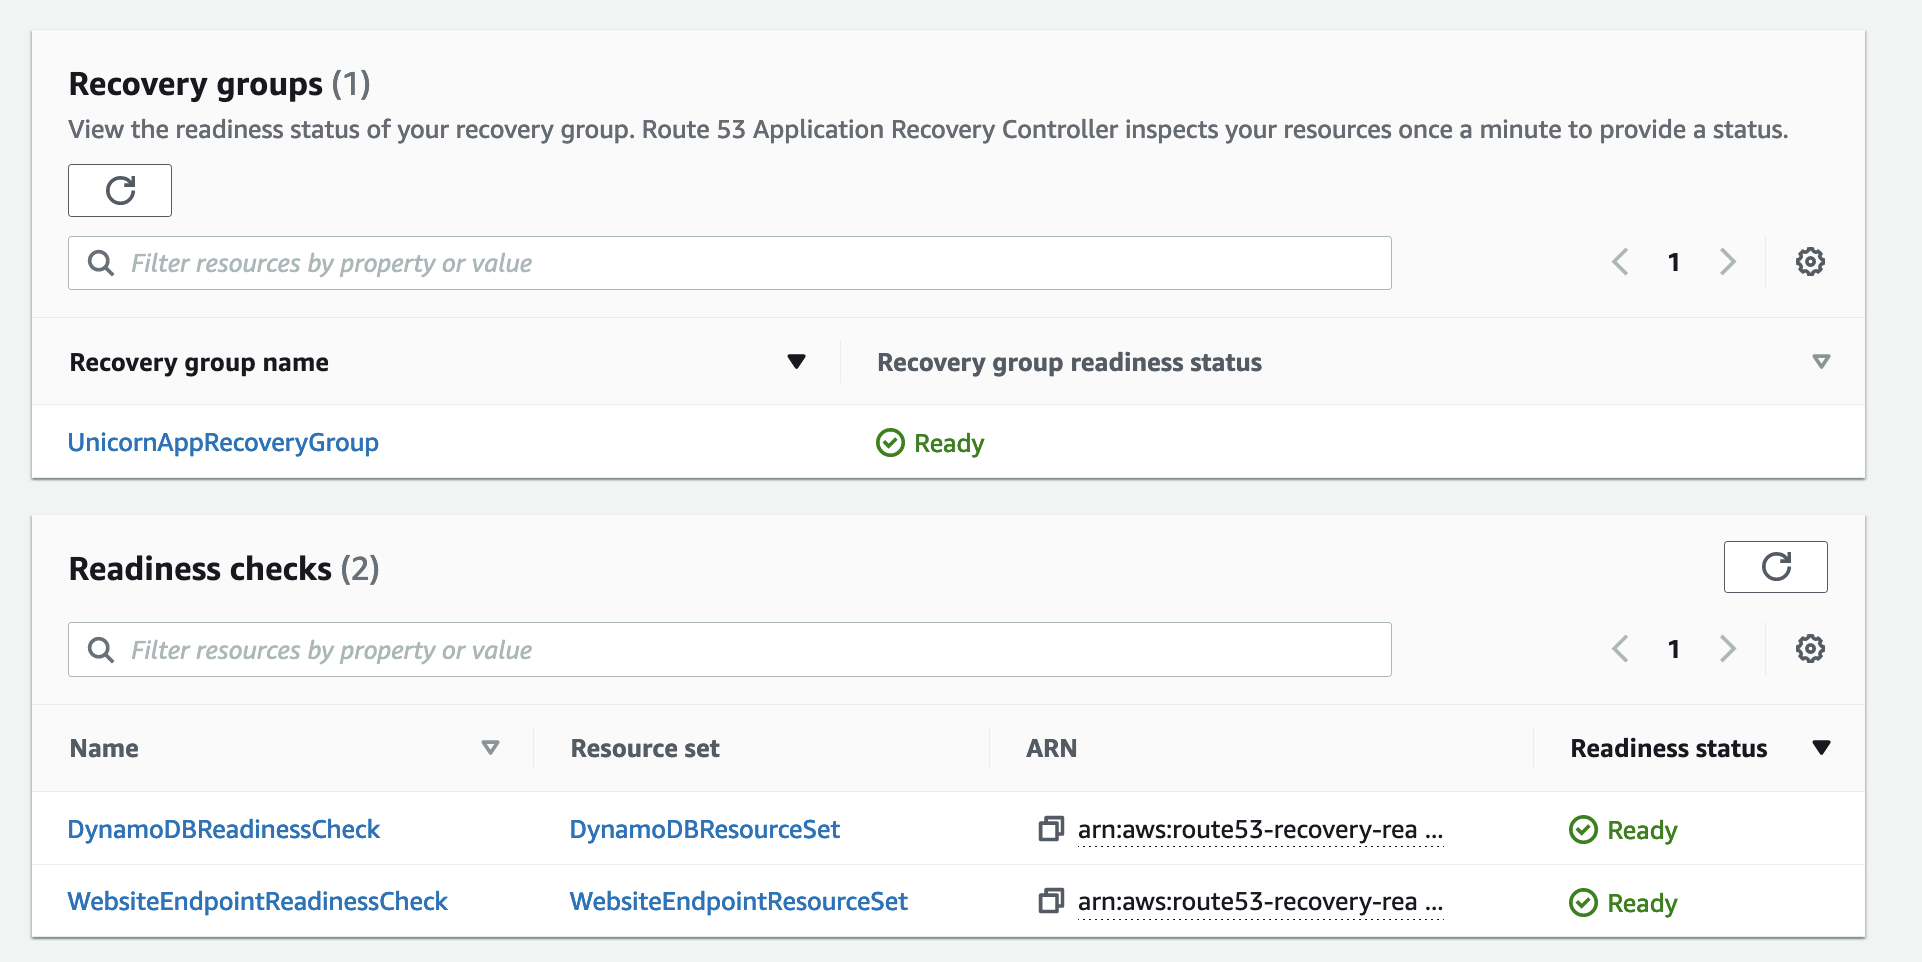 Recovery groups (1)
View the readiness status of your recovery group. Route 53 Application Recovery Controller inspects your resources once a minute to provide a status.
Filter resources by property or value
1
Recovery group name
Recovery group readiness status
UnicornAppRecoveryGroup
Ready
Readiness checks (2)
Filter resources by property or value
1
Name
Resource set
ARN
Readiness status
DynamoDBReadinessCheck
DynamoDBResourceSet
arn:aws:route53-recovery-rea ...
Ready
WebsiteEndpointReadinessCheck
WebsiteEndpointResourceSet
arn:aws:route53-recovery-rea ...
Ready